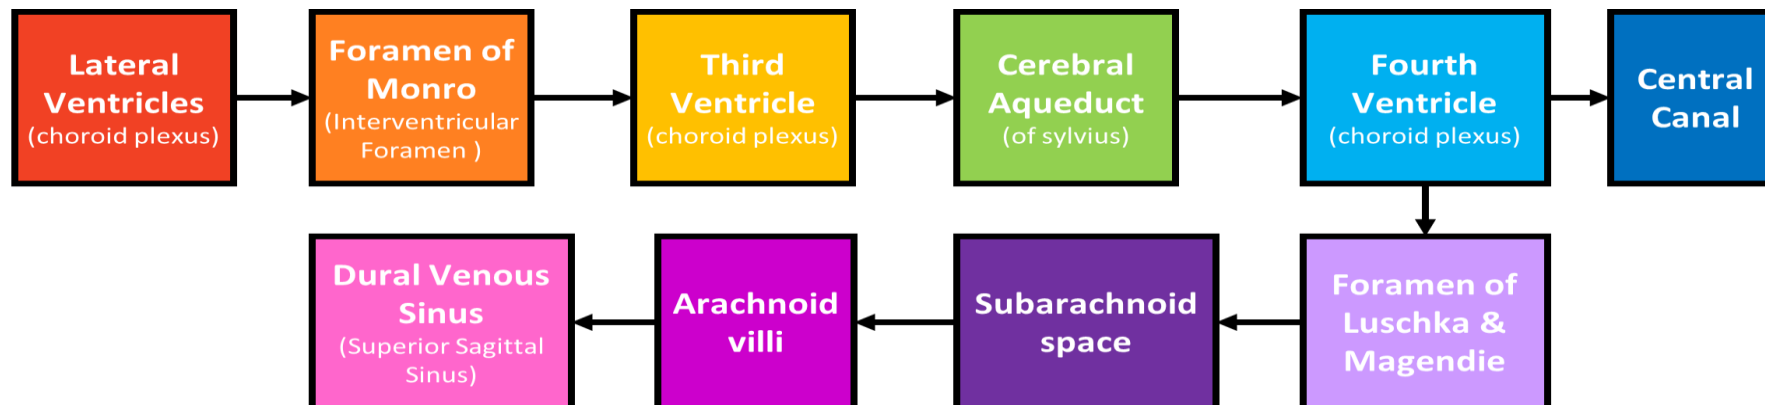 Lateral
Ventricles
(choroid plexus)
Foramen of
Monro
(Interventricular
Foramen )
Third
Ventricle
(choroid plexus)
Cerebral
Aqueduct
(of sylvius)
Fourth
Ventricle
(choroid plexus)
Central
Canal
Dural Venous
Sinus
(Superior Sagittal
Sinus)
Arachnoid
villi
Subarachnoid
space
Foramen of
Luschka &
Magendie